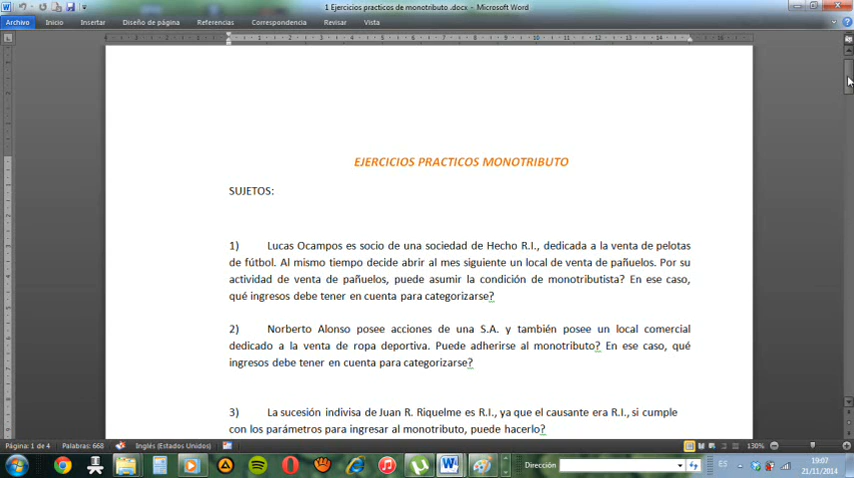 1 Ejercicios practicos de monotributo .docx - Microsoft Word
Archivo Inicio Insertar Diseño de página Referencias Correspondencia Revisar Vista
EJERCICIOS PRACTICOS MONOTRIBUTO
SUJETOS:
1) Lucas Ocampos es socio de una sociedad de Hecho R.I., dedicada a la venta de pelotas
de fútbol. Al mismo tiempo decide abrir al mes siguiente un local de venta de pañuelos. Por su
actividad de venta de pañuelos, puede asumir la condición de monotributista? En ese caso,
qué ingresos debe tener en cuenta para categorizarse?
2) Norberto Alonso posee acciones de una S.A. y también posee un local comercial
dedicado a la venta de ropa deportiva. Puede adherirse al monotributo? En ese caso, qué
ingresos debe tener en cuenta para categorizarse?
3) La sucesión indivisa de Juan R. Riquelme es R.I., ya que el causante era R.I., si cumple
con los parámetros para ingresar al monotributo, puede hacerlo?
Página: 1 de 4 Palabras: 668 Inglés (Estados Unidos) 130%
Dirección ES 19:07
21/11/2014